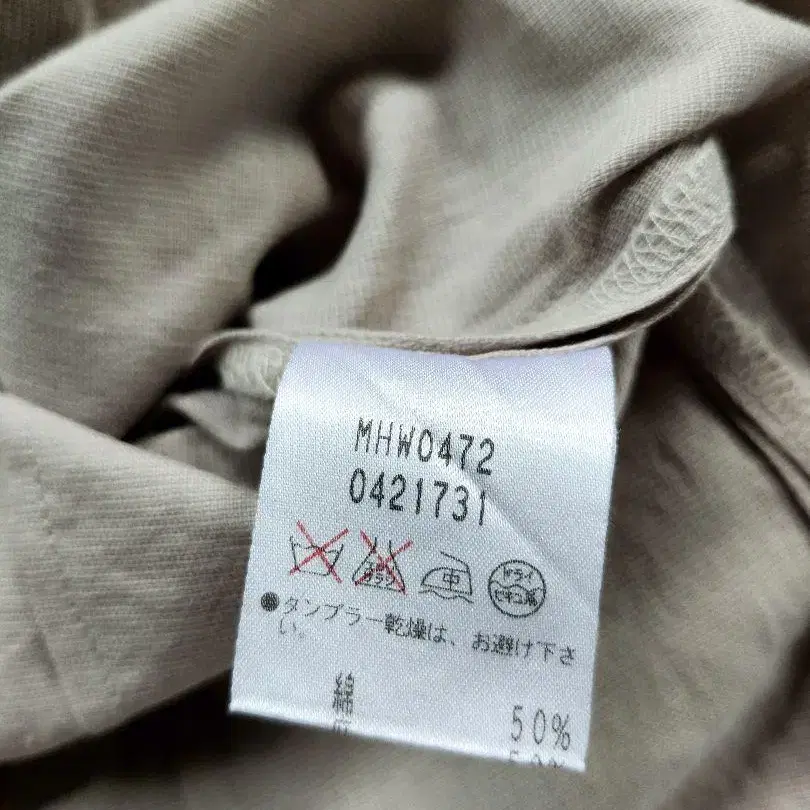 MHW0472
0421731
中 ドライ
●タンブラー乾燥は、お避け下さ
い。
綿 50%